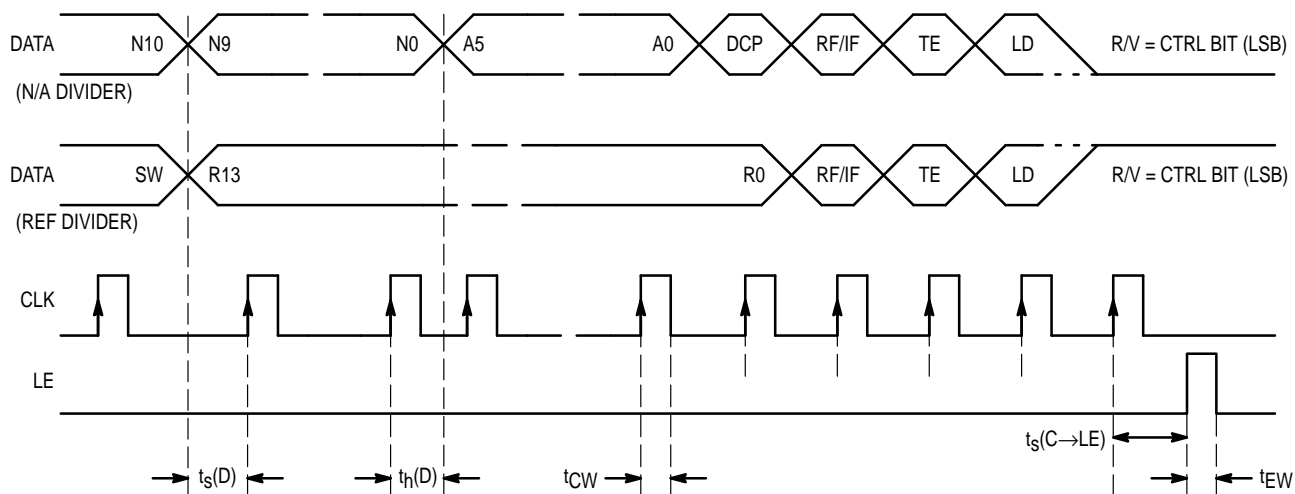 DATA N10 N9 N0 A5 A0 DCP RF/IF TE LD R/V = CTRL BIT (LSB)
(N/A DIVIDER)
DATA SW R13 R0 RF/IF TE LD R/V = CTRL BIT (LSB)
(REF DIVIDER)
CLK
LE
ts(C→LE)
ts(D) th(D) tCW tEW